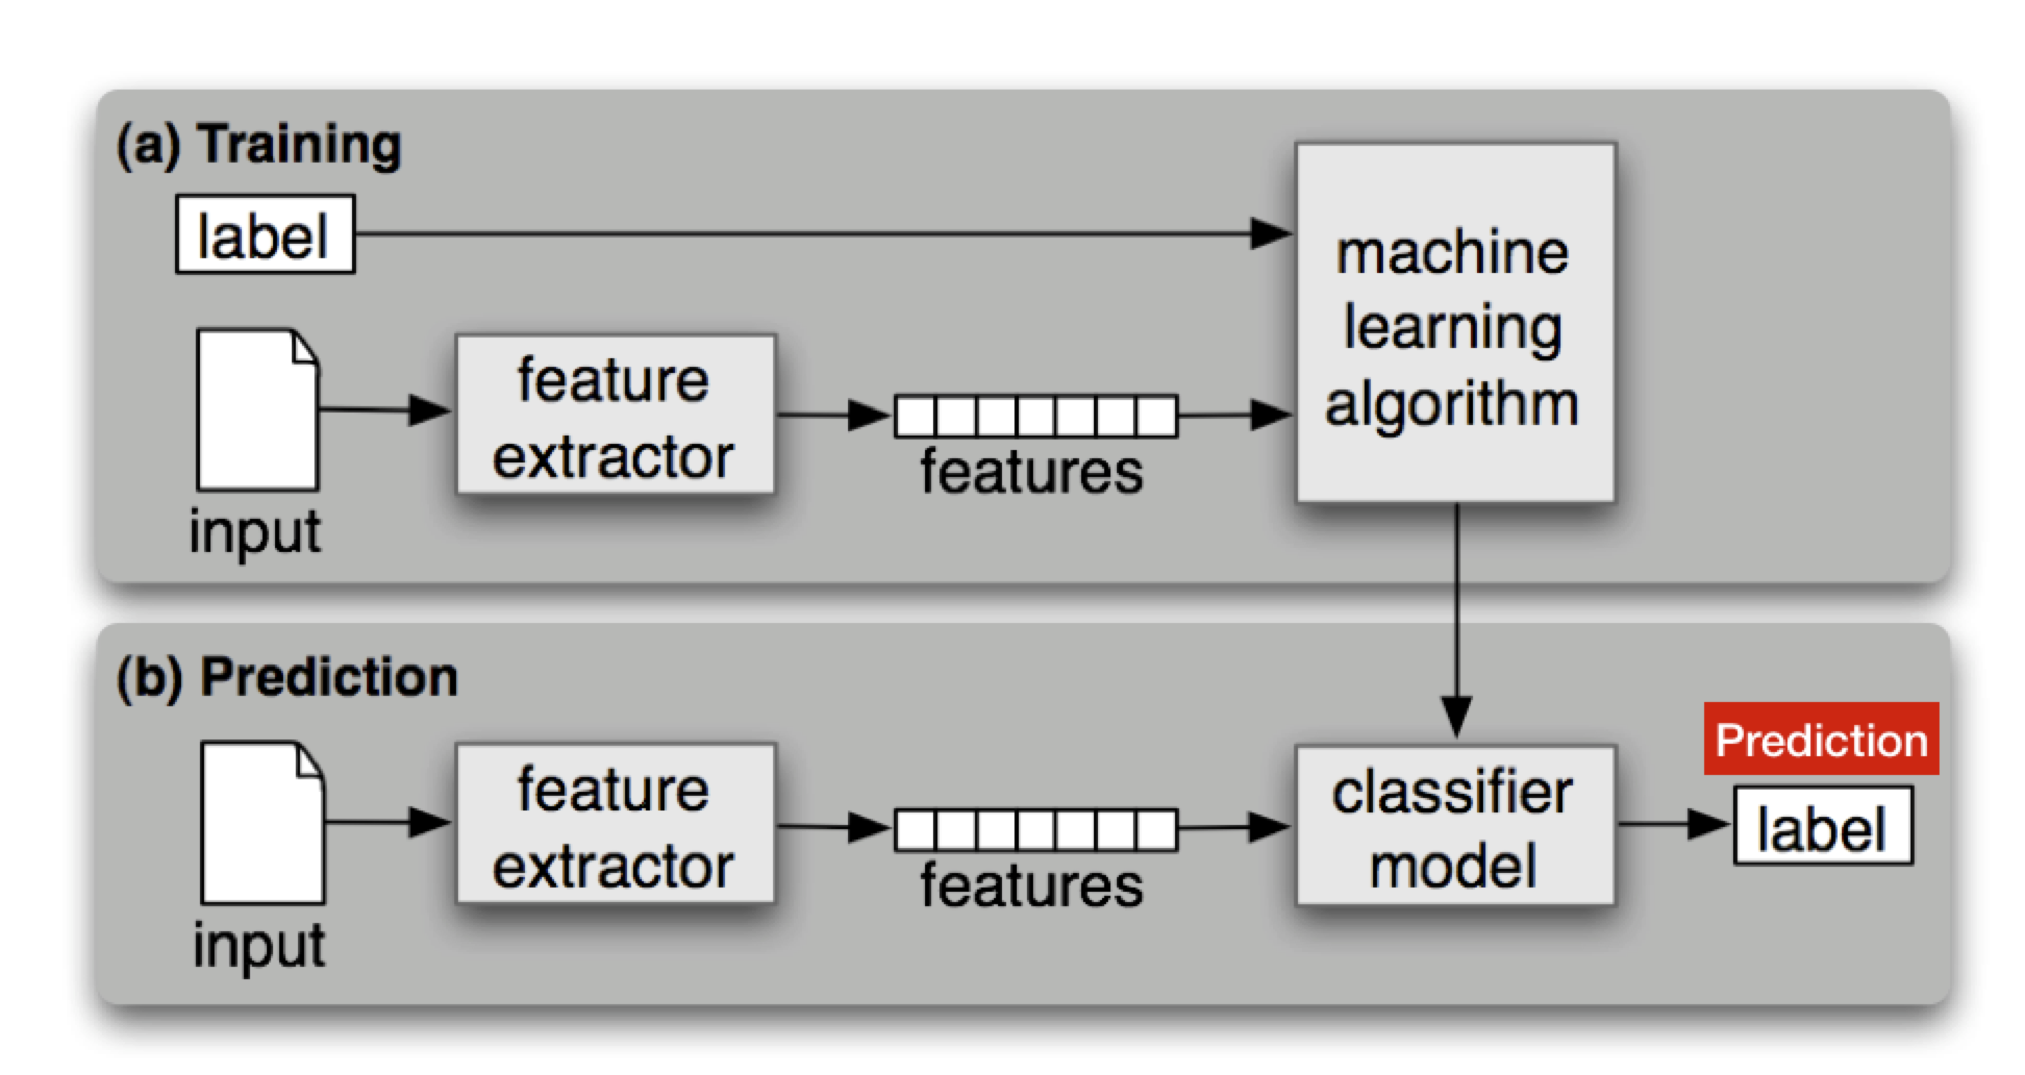 (a) Training
label
machine
learning
algorithm
feature
extractor
features
input
(b) Prediction
Prediction
label
classifier
model
feature
extractor
features
input